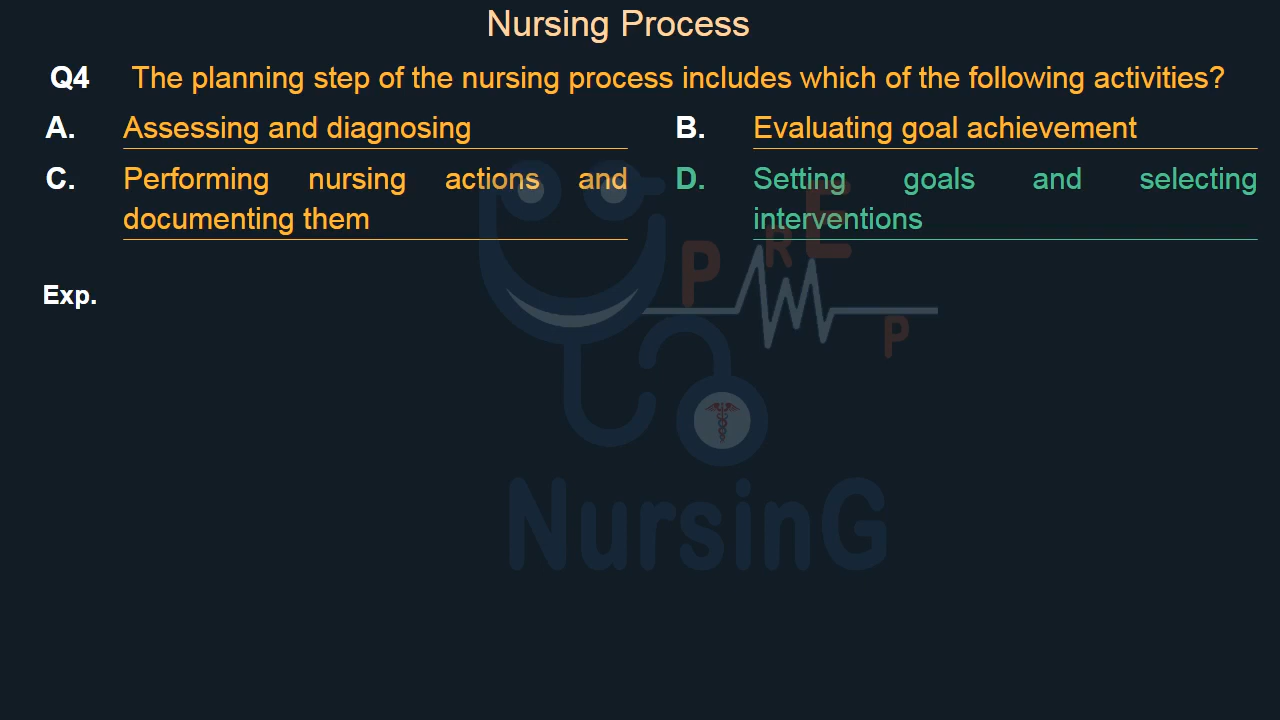 Nursing Process
Q4 The planning step of the nursing process includes which of the following activities?
A. Assessing and diagnosing
B. Evaluating goal achievement
C. Performing nursing actions and
documenting them
D. Setting goals and selecting
interventions
Exp.
PREP
NursinG